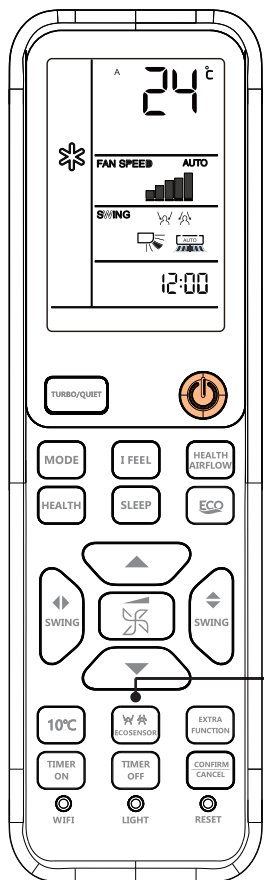 A 24°C
FAN SPEED AUTO
SWING
AUTO
12:00
TURBO/QUIET
MODE
I FEEL
HEALTH
AIRFLOW
HEALTH
SLEEP
ECO
SWING
SWING
10℃
ECOSENSOR
EXTRA
FUNCTION
TIMER
ON
TIMER
OFF
CONFIRM
CANCEL
WIFI
LIGHT
RESET